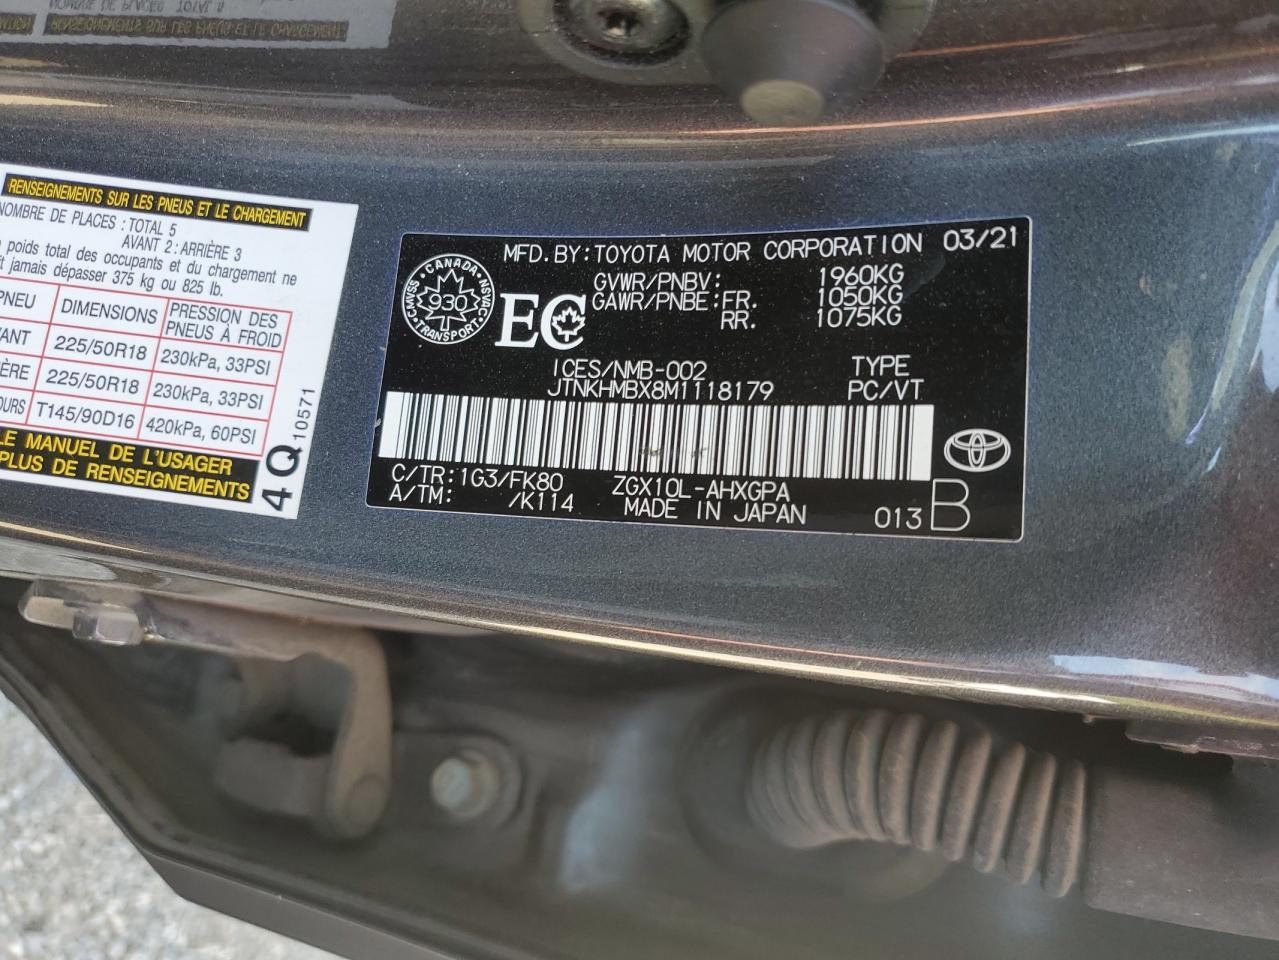 RENSEIGNEMENTS SUR LES PNEUS ET LE CHARGEMENT
NOMBRE DE PLACES : TOTAL 5
AVANT 2 : ARRIÈRE 3
poids total des occupants et du chargement ne
jamais dépasser 375 kg ou 825 lb.
PNEU DIMENSIONS PRESSION DES PNEUS À FROID
225/50R18 230kPa, 33PSI
225/50R18 230kPa, 33PSI
T145/90D16 420kPa, 60PSI
LE MANUEL DE L'USAGER
PLUS DE RENSEIGNEMENTS
4Q 10571
MFD. BY: TOYOTA MOTOR CORPORATION 03/21
GVWR/PNBV: 1960KG
GAWR/PNBE: FR. 1050KG
RR. 1075KG
CMVSS · CANADA · NSVAC · TRANSPORT
930
EC
ICES/NMB-002 TYPE
JTNKHMBX8M1118179 PC/VT
C/TR: 1G3/FK80 ZGX10L-AHXGPA
A/TM: /K114 MADE IN JAPAN 013 B